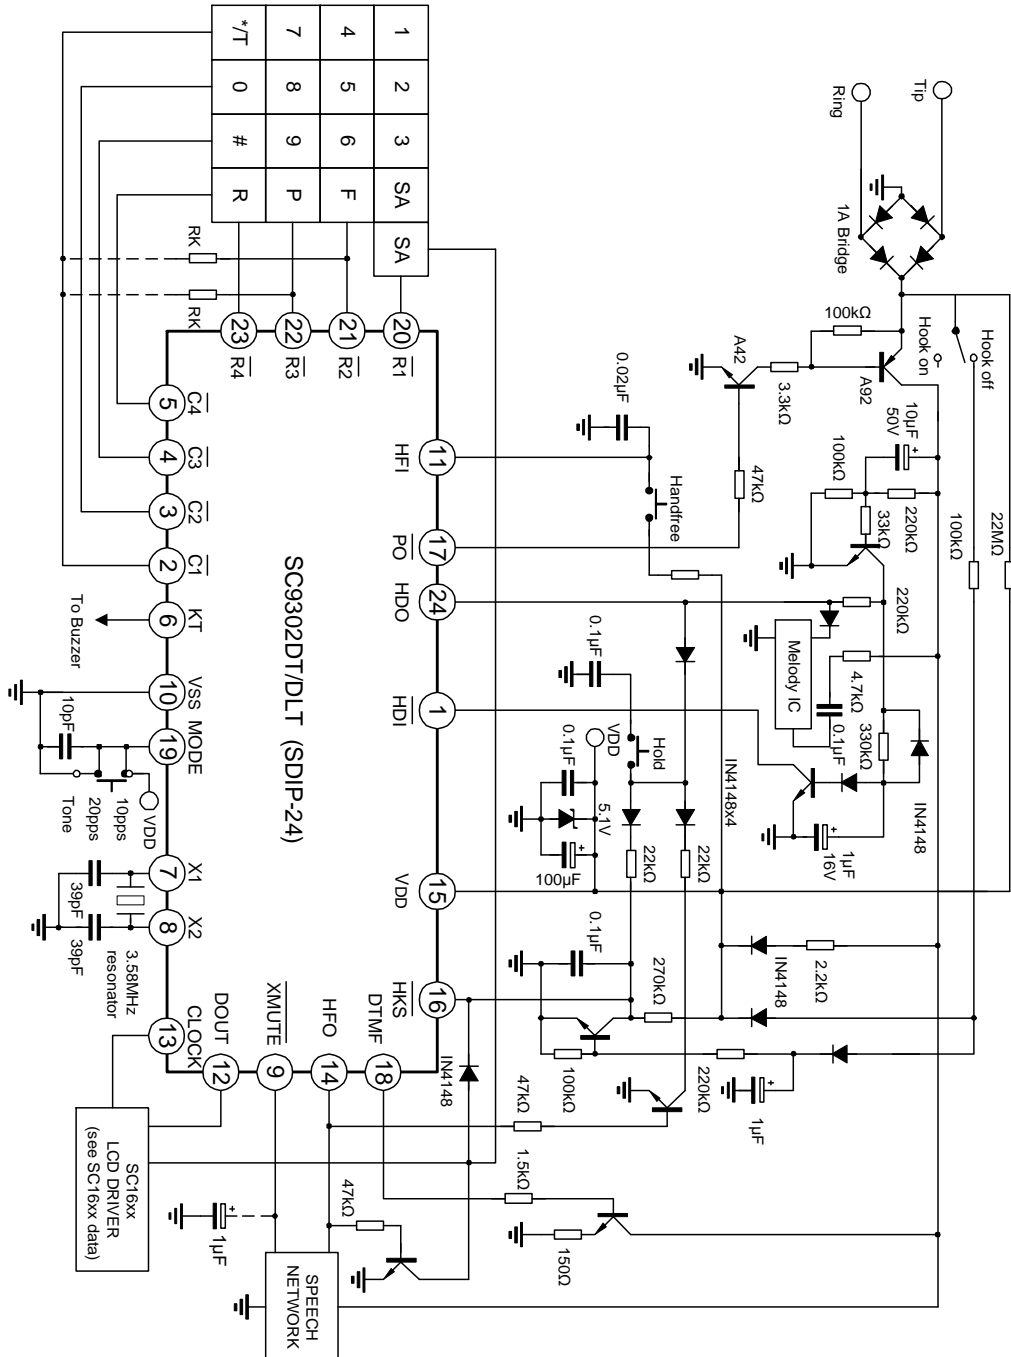 Tip
Ring
1A Bridge
Hook off
Hook on
22MΩ
100kΩ
100kΩ
A92
A42
3.3kΩ
10μF
50V
220kΩ
100kΩ
33kΩ
47kΩ
0.02μF
Handfree
220kΩ
Melody IC
4.7kΩ
0.1μF
330kΩ
IN4148
1μF
16V
0.1μF
Hold
IN4148x4
VDD
0.1μF
5.1V
100μF
22kΩ
22kΩ
2.2kΩ
IN4148
0.1μF
270kΩ
100kΩ
220kΩ
1μF
47kΩ
1.5kΩ
150Ω
IN4148
47kΩ
1 2 3 SA SA
4 5 6 F
7 8 9 P
*/T 0 # R
RK
RK
20 R1
21 R2
22 R3
23 R4
11 HFI
17 PO
24 HDO
1 HDI
15 VDD
16 HKS
SC9302DT/DLT (SDIP-24)
5 C4
4 C3
3 C2
2 C1
6 KT
10 VSS
19 MODE
7 X1
8 X2
13 CLOCK
12 DOUT
9 XMUTE
14 HFO
18 DTMF
To Buzzer
10pF
VDD
10pps
20pps
Tone
39pF
39pF
3.58MHz
resonator
SC16xx
LCD DRIVER
(see SC16xx data)
1μF
SPEECH
NETWORK